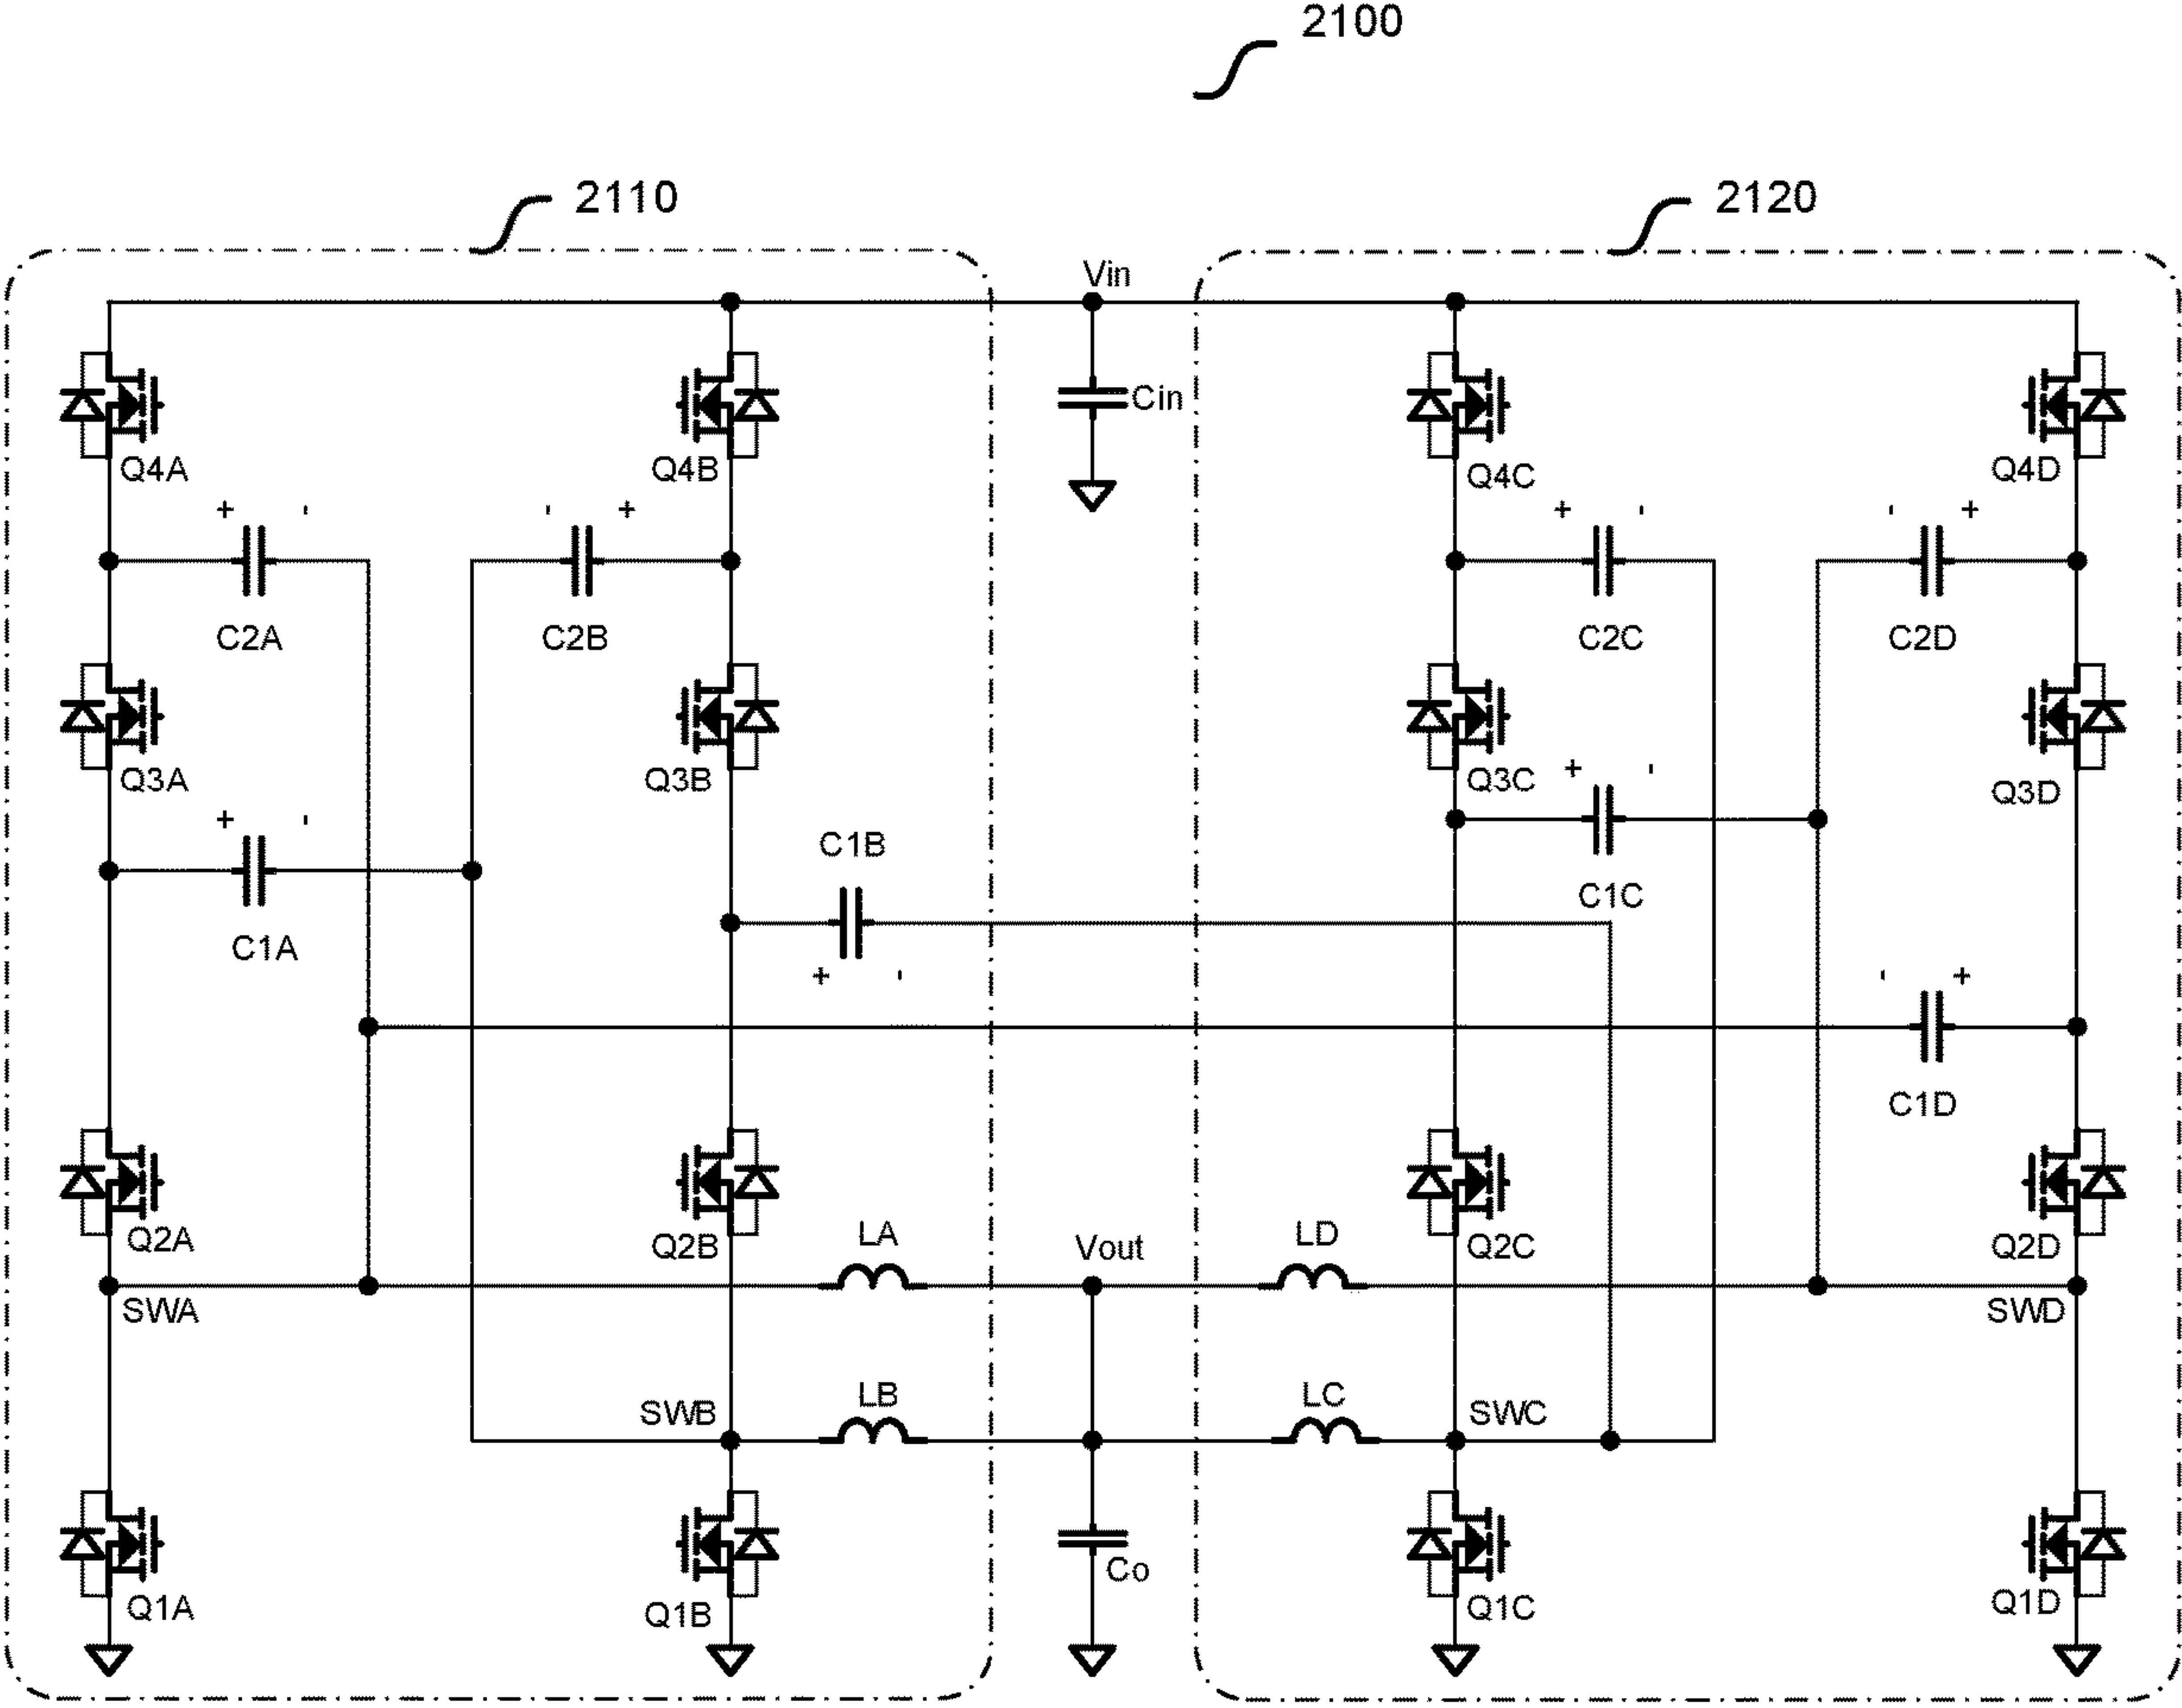 2100
2110
2120
Vin
Cin
Q4A
Q4B
Q4C
Q4D
+ -
- +
+ -
- +
C2A
C2B
C2C
C2D
Q3A
Q3B
Q3C
Q3D
+ -
+ -
C1B
C1A
C1C
+ -
- +
C1D
Q2A
Q2B
Q2C
Q2D
LA
Vout
LD
SWA
SWD
LB
LC
SWB
SWC
Co
Q1A
Q1B
Q1C
Q1D